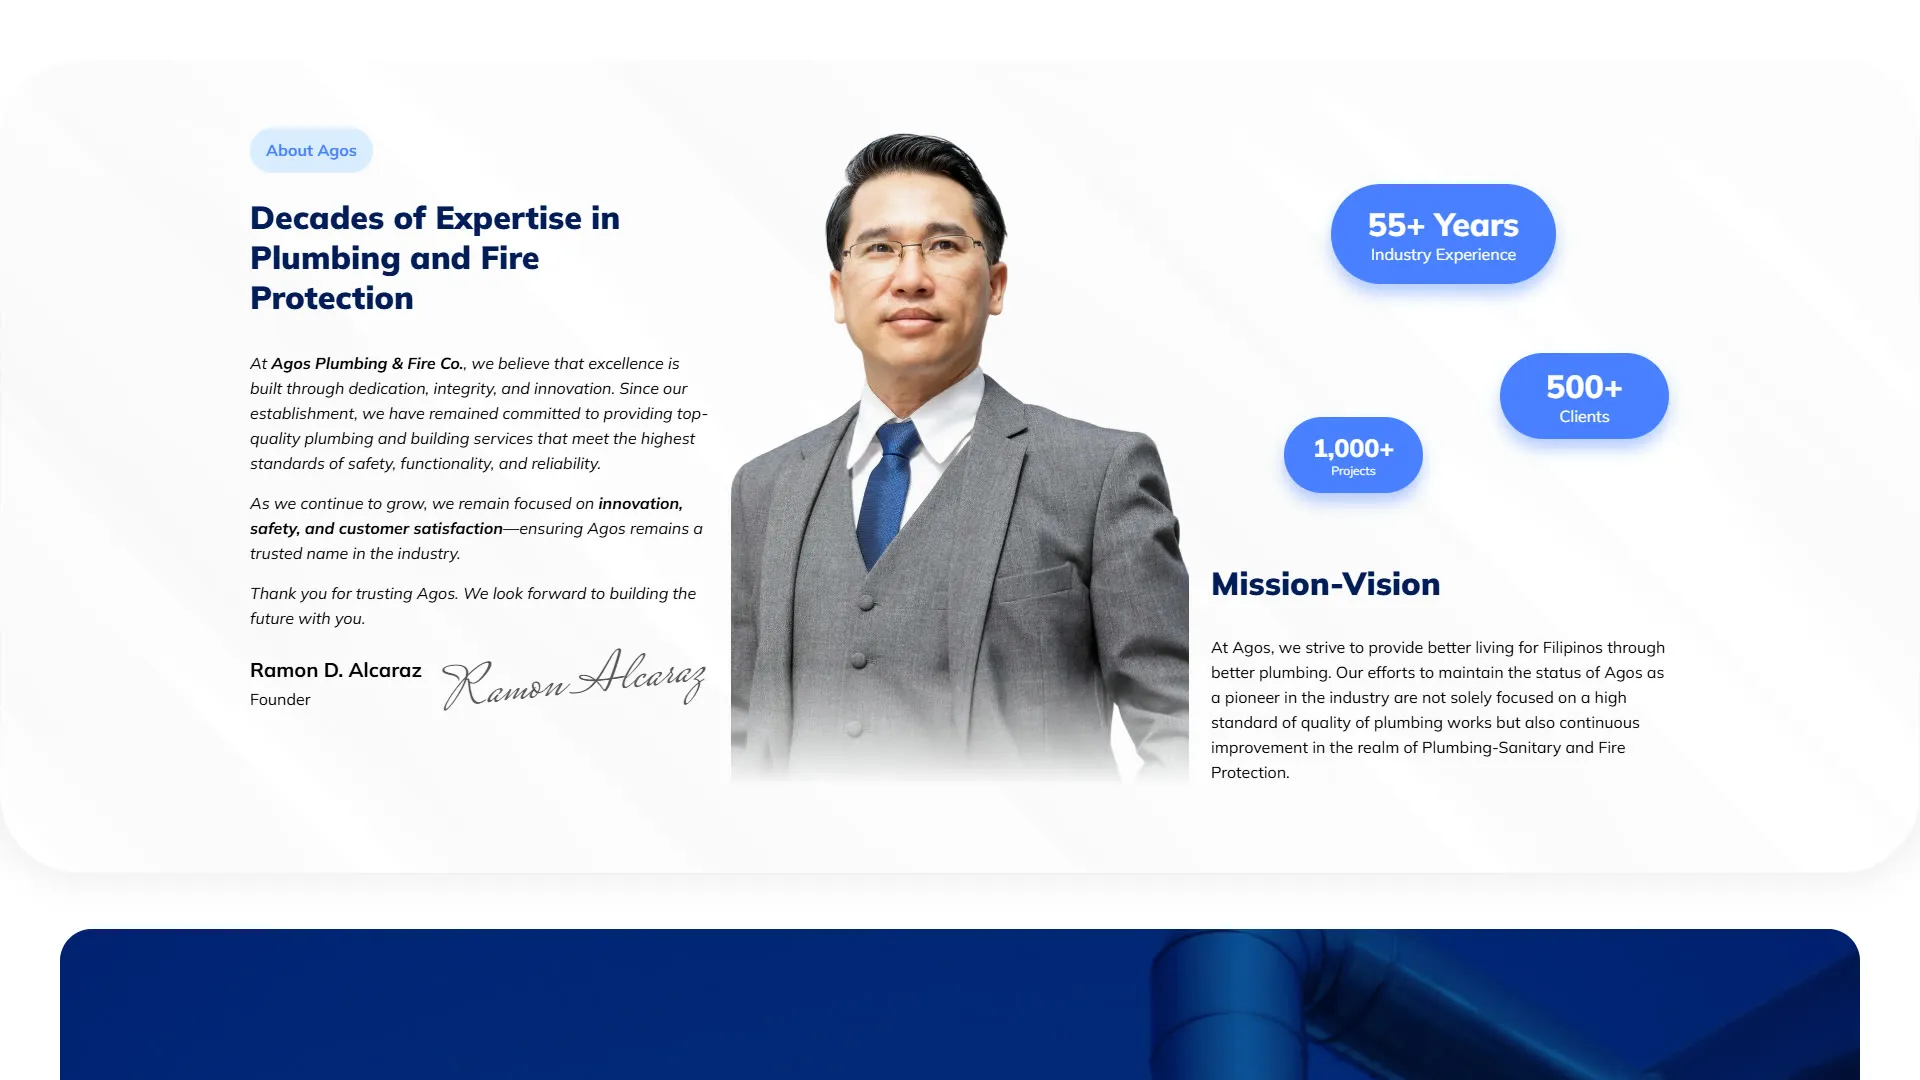 About Agos
Decades of Expertise in
Plumbing and Fire
Protection
At Agos Plumbing & Fire Co., we believe that excellence is
built through dedication, integrity, and innovation. Since our
establishment, we have remained committed to providing top-
quality plumbing and building services that meet the highest
standards of safety, functionality, and reliability.
As we continue to grow, we remain focused on innovation,
safety, and customer satisfaction—ensuring Agos remains a
trusted name in the industry.
Thank you for trusting Agos. We look forward to building the
future with you.
Ramon D. Alcaraz
Founder
Ramon Alcaraz
55+ Years
Industry Experience
500+
Clients
1,000+
Projects
Mission-Vision
At Agos, we strive to provide better living for Filipinos through
better plumbing. Our efforts to maintain the status of Agos as
a pioneer in the industry are not solely focused on a high
standard of quality of plumbing works but also continuous
improvement in the realm of Plumbing-Sanitary and Fire
Protection.